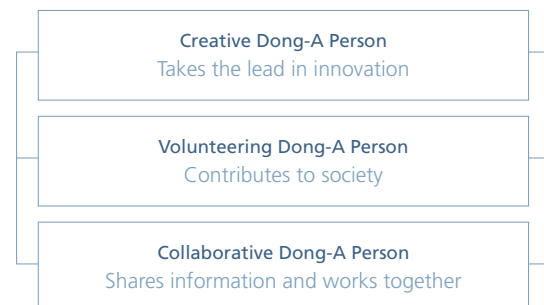 Creative Dong-A Person
Takes the lead in innovation
Volunteering Dong-A Person
Contributes to society
Collaborative Dong-A Person
Shares information and works together